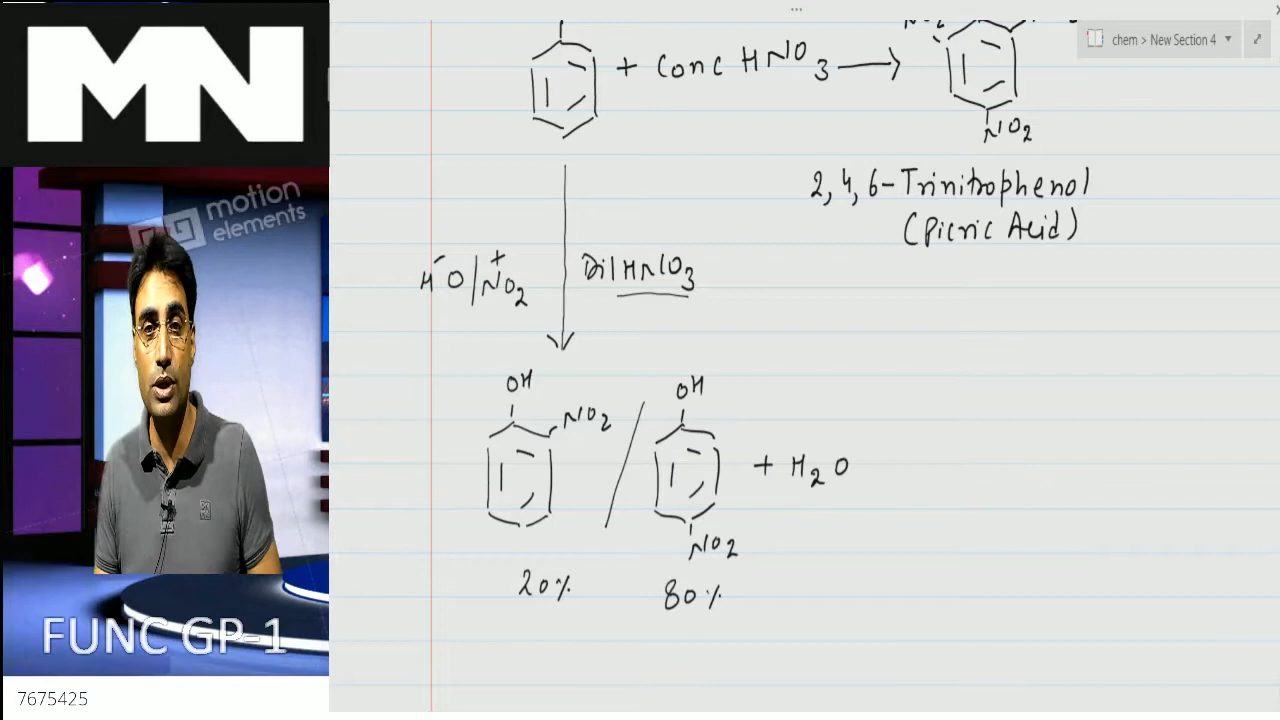 MN
motion
elements
FUNC GP-1
7675425
chem > New Section 4
NO2
+ Conc HNO3 →
NO2
2,4,6-Trinitrophenol
(Picric Acid)
H⁻O/N⁺O2
Dil HNO3
OH
NO2
/
OH
NO2
+ H2O
20%
80%